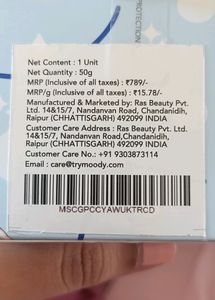 Net Content : 1 Unit
Net Quantity : 50g
MRP (Inclusive of all taxes) : ₹789/-
MRP/g (Inclusive of all taxes) : ₹15.78/-
Manufactured & Marketed by: Ras Beauty Pvt.
Ltd. 14&15/7, Nandanvan Road, Chandanidih,
Raipur (CHHATTISGARH) 492099 INDIA
Customer Care Address : Ras Beauty Pvt.
Ltd. 14&15/7, Nandanvan Road,Chandanidih,
Raipur (CHHATTISGARH) 492099 INDIA
Customer Care No.: +91 9303873114
Email : care@trymoody.com
MSCGPCCYAWUKTRCD
PROTECTION